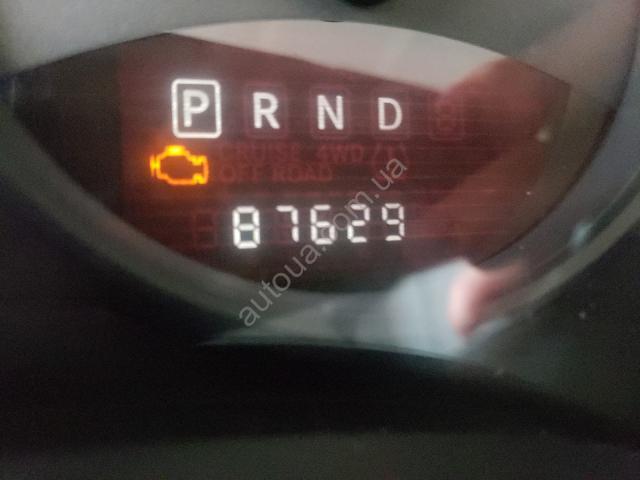 P R N D
CRUISE 4WD
OFF ROAD
87629
autoua.com.ua